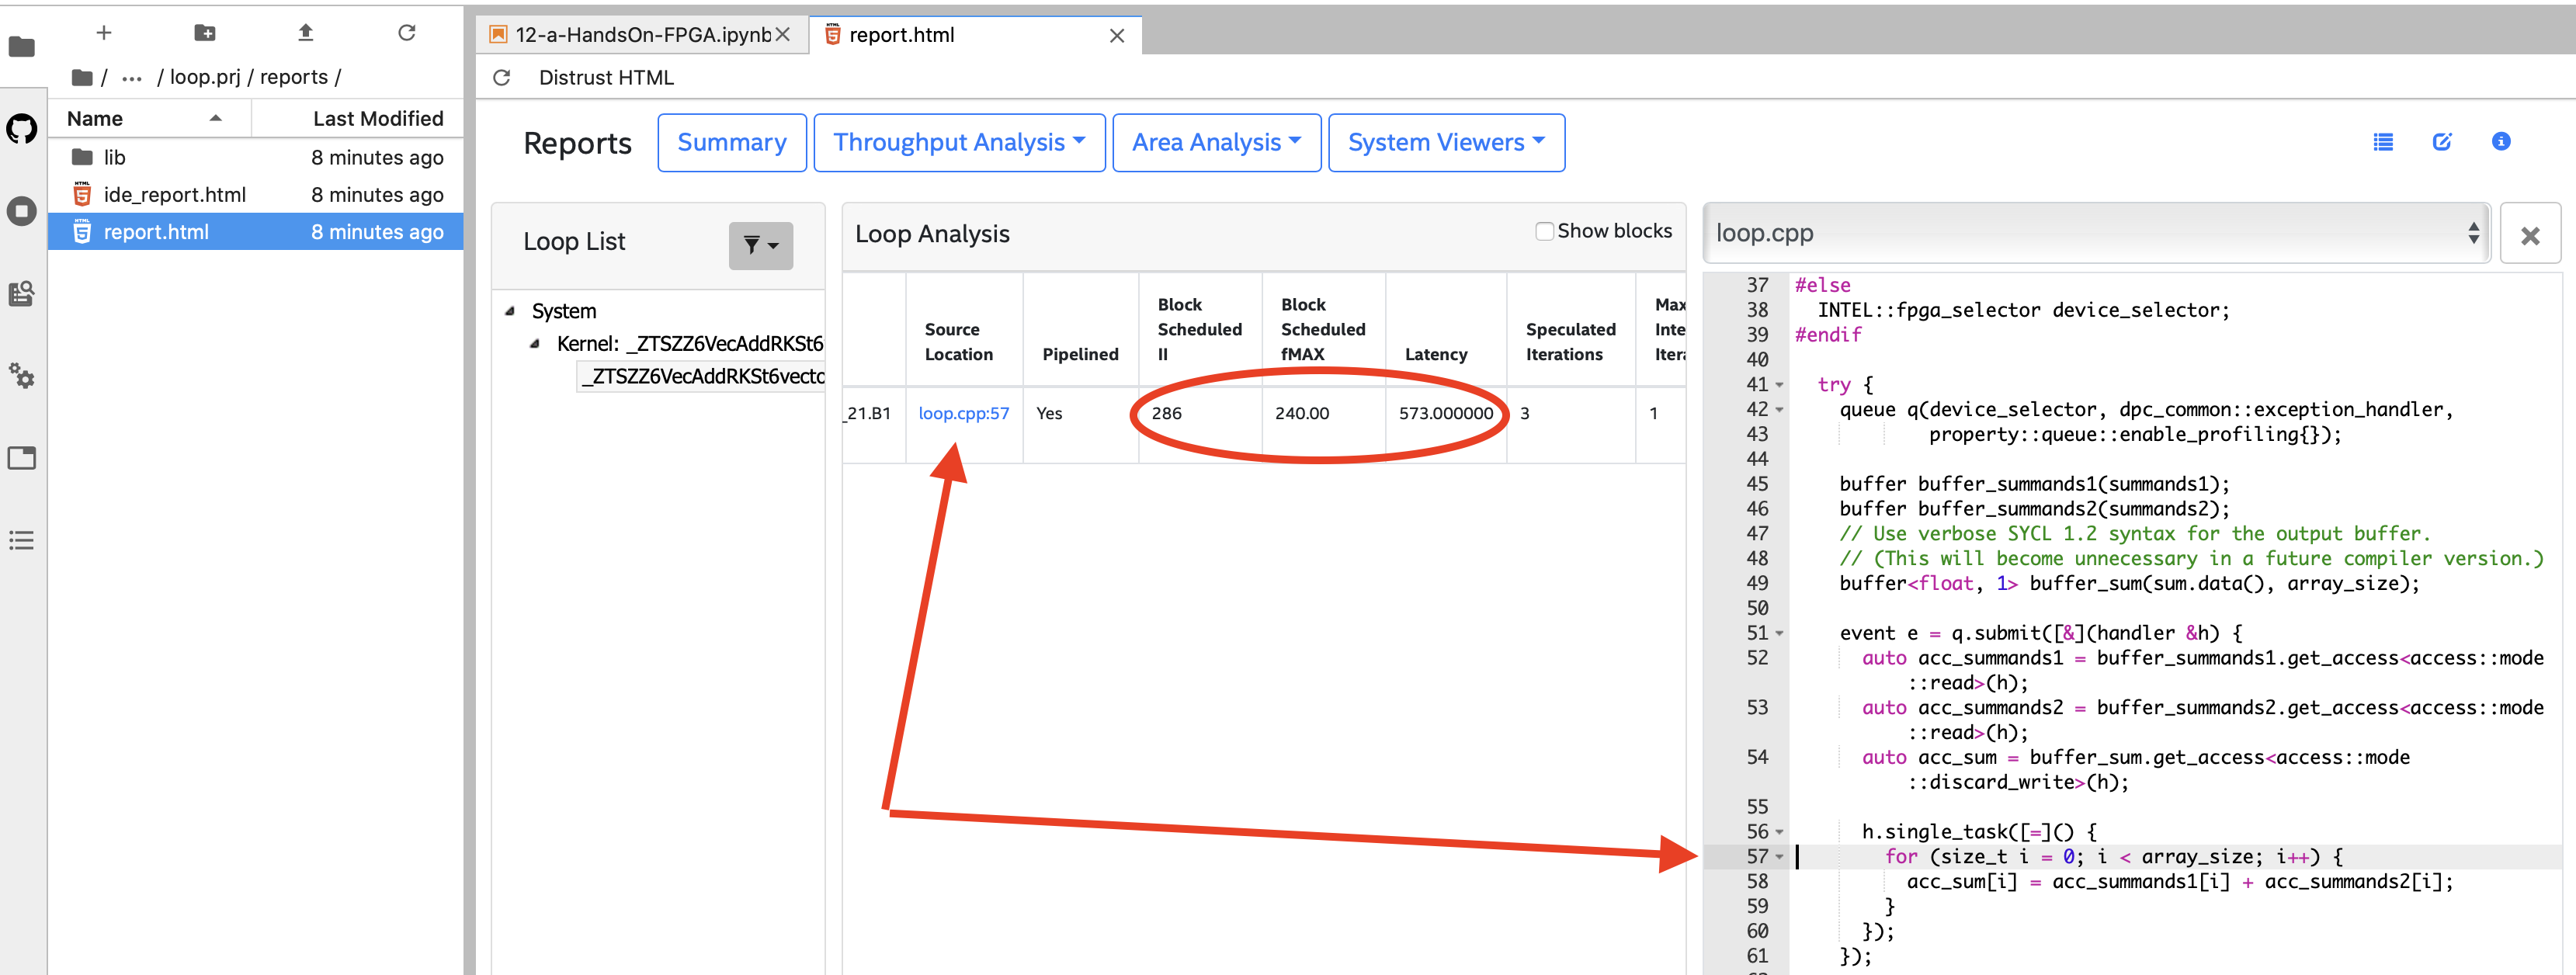 / ... / loop.prj / reports /
Name Last Modified
lib 8 minutes ago
ide_report.html 8 minutes ago
report.html 8 minutes ago
12-a-HandsOn-FPGA.ipynb
report.html
Distrust HTML
Reports
Summary
Throughput Analysis
Area Analysis
System Viewers
Loop List
System
Kernel: _ZTSZZ6VecAddRKSt6
_ZTSZZ6VecAddRKSt6vecto
Loop Analysis
Show blocks
Source Location
Pipelined
Block Scheduled II
Block Scheduled fMAX
Latency
Speculated Iterations
Max
Inte
Itera
_21.B1 loop.cpp:57 Yes 286 240.00 573.000000 3 1
loop.cpp
37 #else
38 INTEL::fpga_selector device_selector;
39 #endif
40
41 try {
42 queue q(device_selector, dpc_common::exception_handler,
43 property::queue::enable_profiling{});
44
45 buffer buffer_summands1(summands1);
46 buffer buffer_summands2(summands2);
47 // Use verbose SYCL 1.2 syntax for the output buffer.
48 // (This will become unnecessary in a future compiler version.)
49 buffer<float, 1> buffer_sum(sum.data(), array_size);
50
51 event e = q.submit([&](handler &h) {
52 auto acc_summands1 = buffer_summands1.get_access<access::mode
::read>(h);
53 auto acc_summands2 = buffer_summands2.get_access<access::mode
::read>(h);
54 auto acc_sum = buffer_sum.get_access<access::mode
::discard_write>(h);
55
56 h.single_task([=]() {
57 for (size_t i = 0; i < array_size; i++) {
58 acc_sum[i] = acc_summands1[i] + acc_summands2[i];
59 }
60 });
61 });